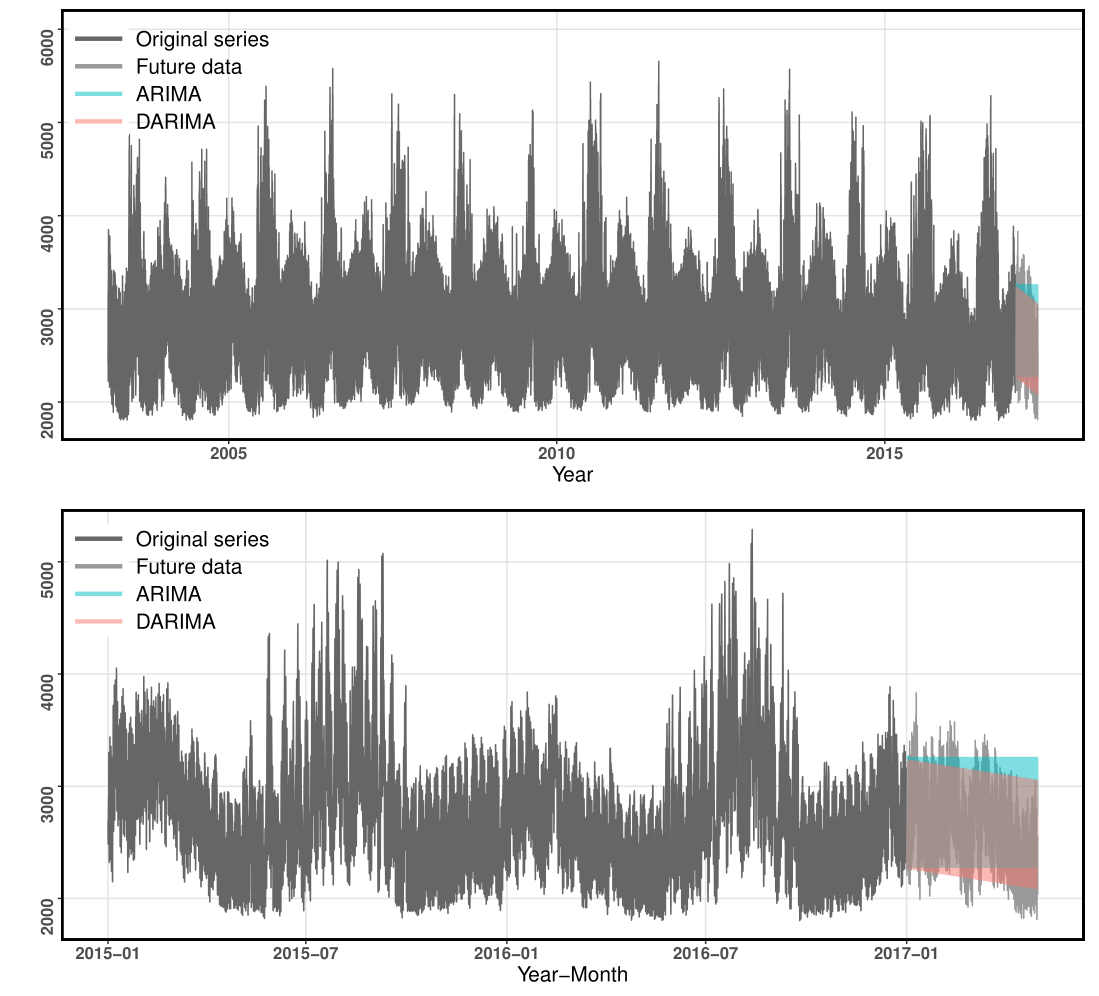 6000
5000
4000
3000
2000
Original series
Future data
ARIMA
DARIMA
2005
2010
2015
Year
5000
4000
3000
2000
Original series
Future data
ARIMA
DARIMA
2015−01
2015−07
2016−01
2016−07
2017−01
Year−Month